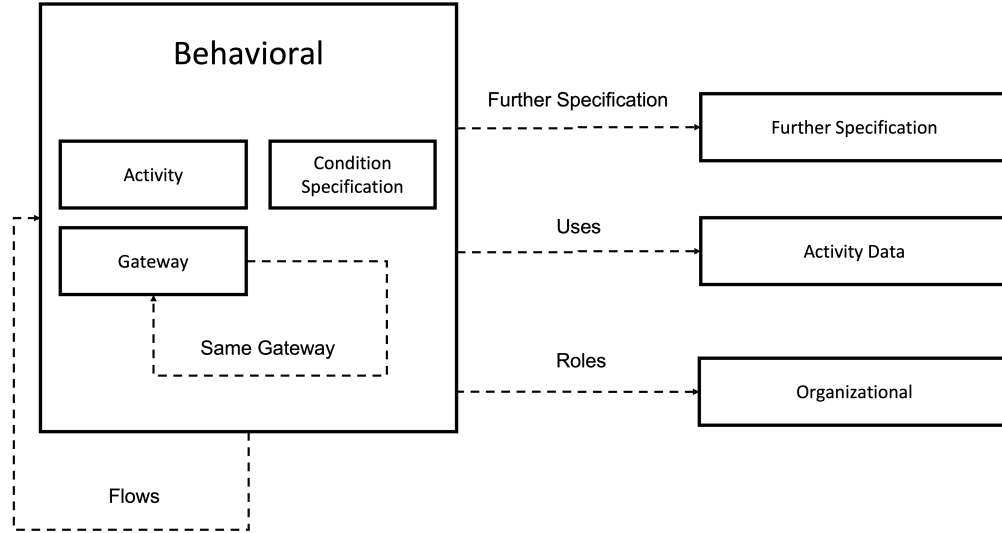 Behavioral
Further Specification
Further Specification
Activity
Condition
Specification
Uses
Activity Data
Gateway
Same Gateway
Roles
Organizational
Flows